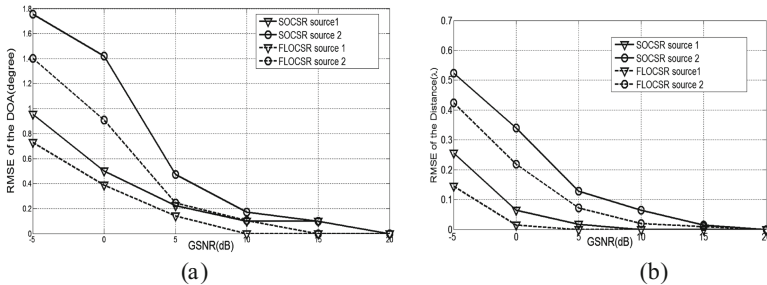 1.8
1.6
1.4
1.2
1
0.8
0.6
0.4
0.2
0
-5
0
5
10
15
20
RMSE of the DOA(degree)
GSNR(dB)
SOCSR source1
SOCSR source 2
FLOCSR source 1
FLOCSR source 2
(a)
0.7
0.6
0.5
0.4
0.3
0.2
0.1
0
-5
0
5
10
15
20
RMSE of the Distance(λ)
GSNR(dB)
SOCSR source 1
SOCSR source 2
FLOCSR source1
FLOCSR source 2
(b)